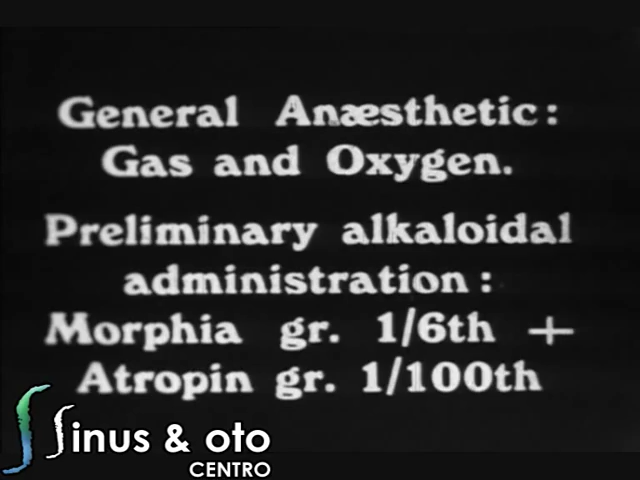 General Anæsthetic:
Gas and Oxygen.
Preliminary alkaloidal
administration:
Morphia gr. 1/6th +
Atropin gr. 1/100th
Sinus & oto
CENTRO